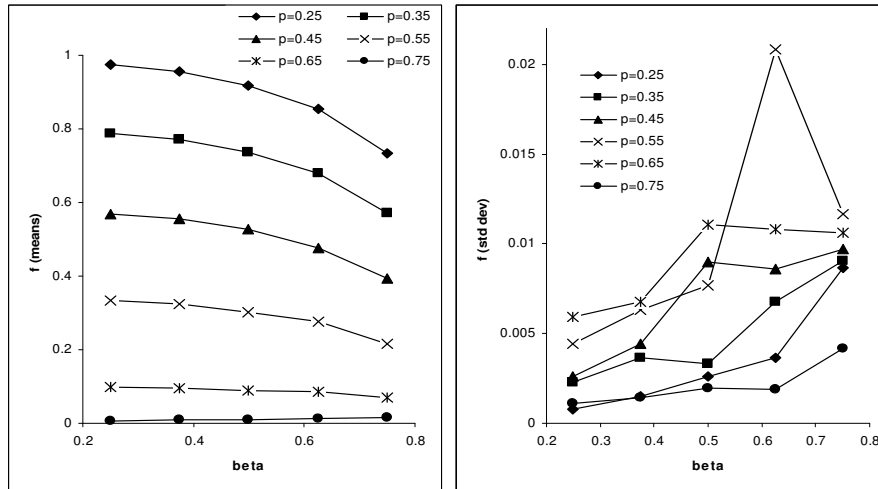 p=0.25 p=0.35
p=0.45 p=0.55
p=0.65 p=0.75
1
0.8
0.6
0.4
0.2
0
f (means)
0.2 0.4 0.6 0.8
beta
p=0.25
p=0.35
p=0.45
p=0.55
p=0.65
p=0.75
0.02
0.015
0.01
0.005
0
f (std dev)
0.2 0.3 0.4 0.5 0.6 0.7 0.8
beta